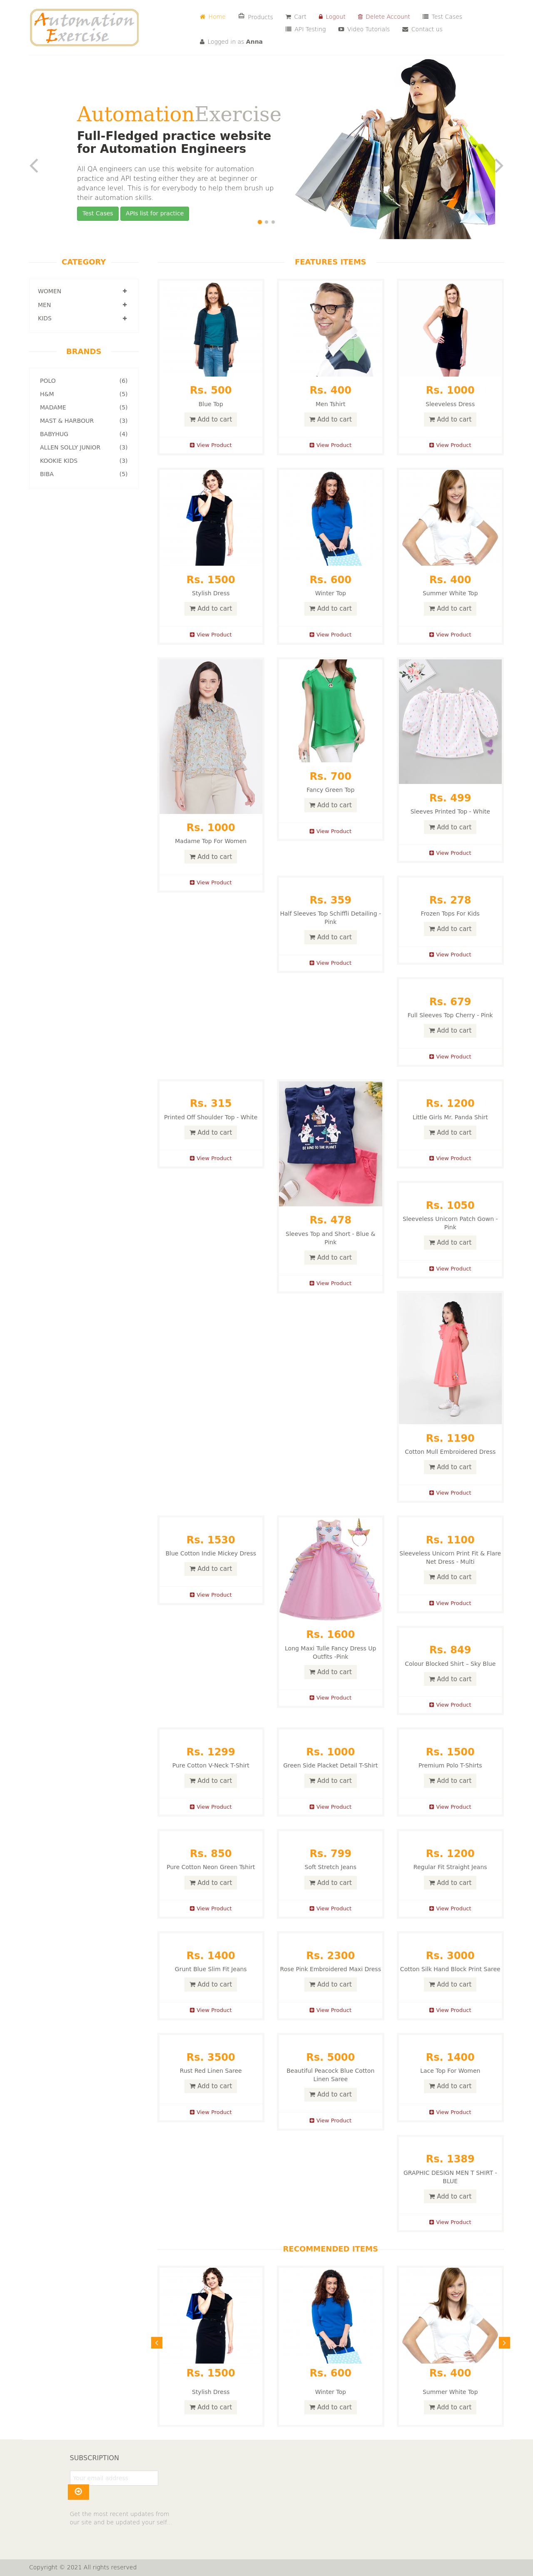 Automation
Exercise
Home
Products
Cart
Logout
Delete Account
Test Cases
API Testing
Video Tutorials
Contact us
Logged in as Anna
AutomationExercise
Full-Fledged practice website
for Automation Engineers
All QA engineers can use this website for automation
practice and API testing either they are at beginner or
advance level. This is for everybody to help them brush up
their automation skills.
Test Cases
APIs list for practice
CATEGORY
WOMEN
MEN
KIDS
BRANDS
POLO (6)
H&M (5)
MADAME (5)
MAST & HARBOUR (3)
BABYHUG (4)
ALLEN SOLLY JUNIOR (3)
KOOKIE KIDS (3)
BIBA (5)
FEATURES ITEMS
Rs. 500
Blue Top
Add to cart
View Product
Rs. 400
Men Tshirt
Add to cart
View Product
Rs. 1000
Sleeveless Dress
Add to cart
View Product
Rs. 1500
Stylish Dress
Add to cart
View Product
Rs. 600
Winter Top
Add to cart
View Product
Rs. 400
Summer White Top
Add to cart
View Product
Rs. 1000
Madame Top For Women
Add to cart
View Product
Rs. 700
Fancy Green Top
Add to cart
View Product
Rs. 499
Sleeves Printed Top - White
Add to cart
View Product
Rs. 359
Half Sleeves Top Schiffli Detailing -
Pink
Add to cart
View Product
Rs. 278
Frozen Tops For Kids
Add to cart
View Product
Rs. 679
Full Sleeves Top Cherry - Pink
Add to cart
View Product
Rs. 315
Printed Off Shoulder Top - White
Add to cart
View Product
BE KIND TO THE PLANET
Rs. 478
Sleeves Top and Short - Blue &
Pink
Add to cart
View Product
Rs. 1200
Little Girls Mr. Panda Shirt
Add to cart
View Product
Rs. 1050
Sleeveless Unicorn Patch Gown -
Pink
Add to cart
View Product
Rs. 1190
Cotton Mull Embroidered Dress
Add to cart
View Product
Rs. 1530
Blue Cotton Indie Mickey Dress
Add to cart
View Product
Rs. 1600
Long Maxi Tulle Fancy Dress Up
Outfits -Pink
Add to cart
View Product
Rs. 1100
Sleeveless Unicorn Print Fit & Flare
Net Dress - Multi
Add to cart
View Product
Rs. 849
Colour Blocked Shirt – Sky Blue
Add to cart
View Product
Rs. 1299
Pure Cotton V-Neck T-Shirt
Add to cart
View Product
Rs. 1000
Green Side Placket Detail T-Shirt
Add to cart
View Product
Rs. 1500
Premium Polo T-Shirts
Add to cart
View Product
Rs. 850
Pure Cotton Neon Green Tshirt
Add to cart
View Product
Rs. 799
Soft Stretch Jeans
Add to cart
View Product
Rs. 1200
Regular Fit Straight Jeans
Add to cart
View Product
Rs. 1400
Grunt Blue Slim Fit Jeans
Add to cart
View Product
Rs. 2300
Rose Pink Embroidered Maxi Dress
Add to cart
View Product
Rs. 3000
Cotton Silk Hand Block Print Saree
Add to cart
View Product
Rs. 3500
Rust Red Linen Saree
Add to cart
View Product
Rs. 5000
Beautiful Peacock Blue Cotton
Linen Saree
Add to cart
View Product
Rs. 1400
Lace Top For Women
Add to cart
View Product
Rs. 1389
GRAPHIC DESIGN MEN T SHIRT -
BLUE
Add to cart
View Product
RECOMMENDED ITEMS
Rs. 1500
Stylish Dress
Add to cart
Rs. 600
Winter Top
Add to cart
Rs. 400
Summer White Top
Add to cart
SUBSCRIPTION
Your email address
Get the most recent updates from
our site and be updated your self...
Copyright © 2021 All rights reserved